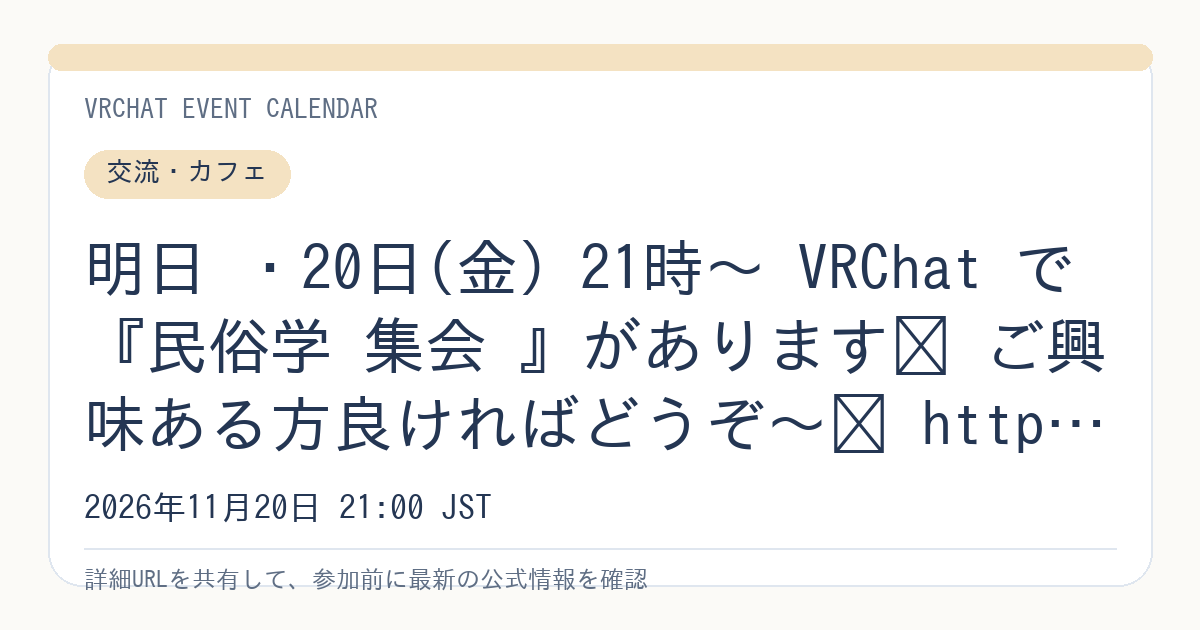 VRCHAT EVENT CALENDAR
交流・カフェ
明日 ・20日(金) 21時〜 VRChat で
『民俗学 集会 』があります ご興
味ある方良ければどうぞ〜 http…
2026年11月20日 21:00 JST
詳細URLを共有して、参加前に最新の公式情報を確認